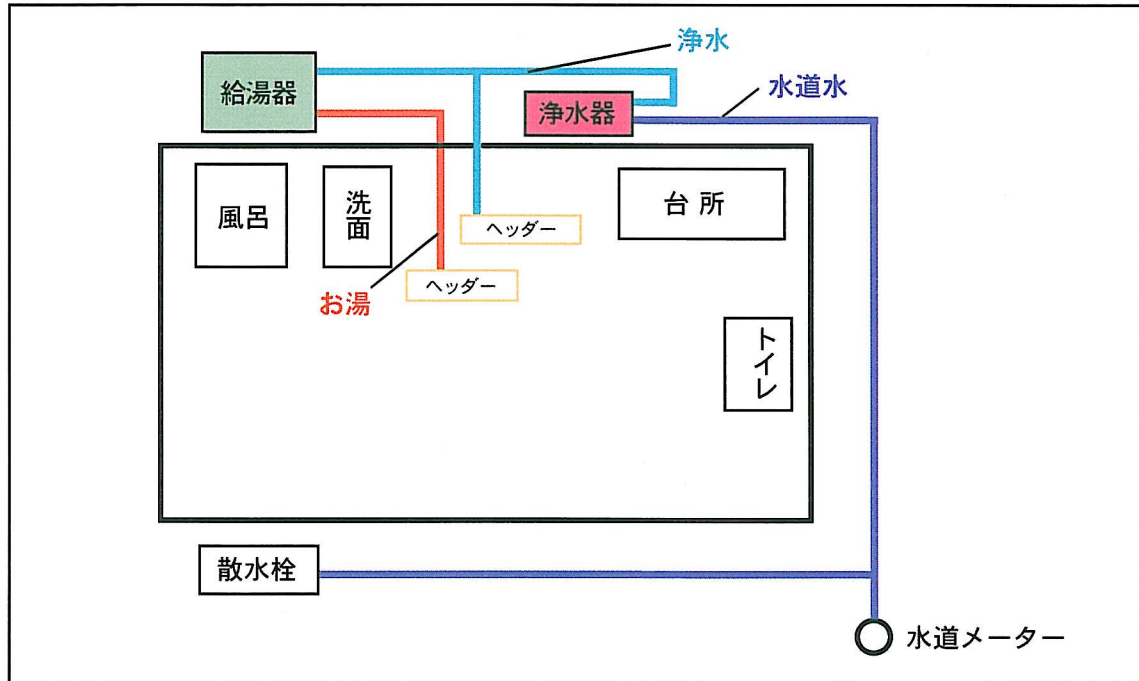 浄水
給湯器
水道水
浄水器
風呂
洗面
台所
ヘッダー
ヘッダー
お湯
トイレ
散水栓
水道メーター